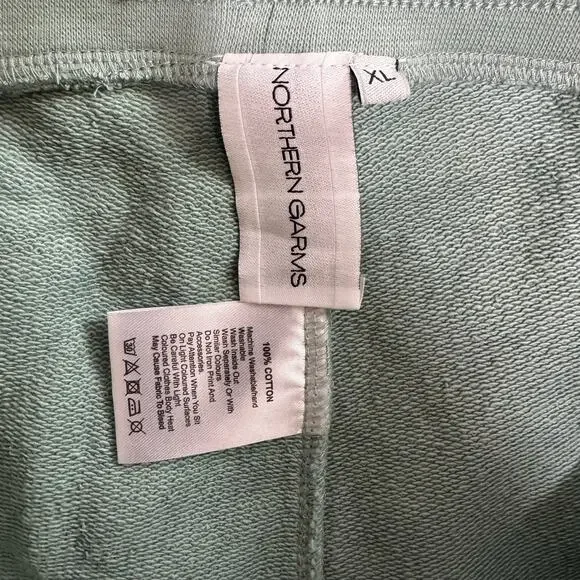 NORTHERN GARMS
XL
100% COTTON
Machine Washable/hand
Washable
Wash Inside Out
Wash Separetly Or With
Similar Colours
Do Not Iron Print And
Accessories.
Pay Attention When You Sit
On Light Coloured Surfaces
Be Careful With Light
Coloured Clothes Body Heat
May Cause Fabric To Bleed
30